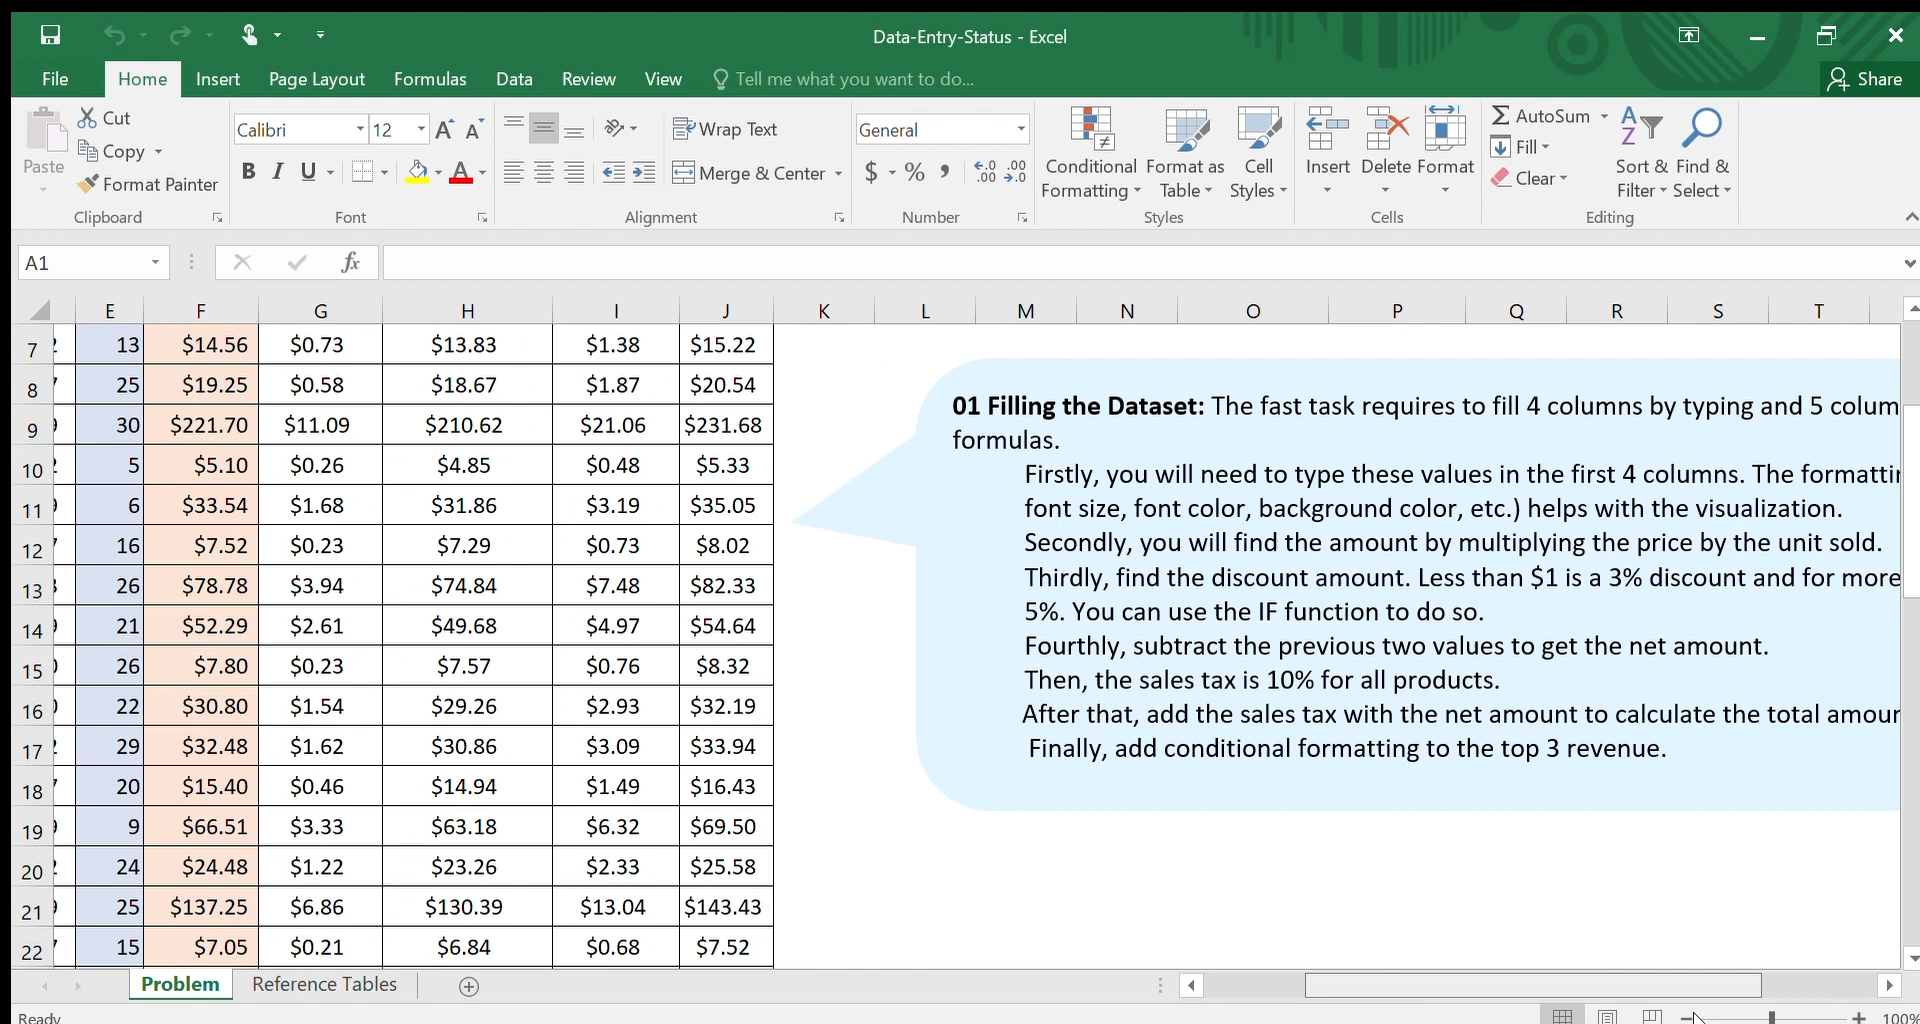 Data-Entry-Status - Excel
File Home Insert Page Layout Formulas Data Review View Tell me what you want to do... Share
Paste
Cut
Copy
Format Painter
Clipboard
Calibri 12
A A
B I U A
Font
Wrap Text
Merge & Center
Alignment
General
$ % , .0 .00 .00 .0
Number
Conditional Formatting
Format as Table
Cell Styles
Styles
Insert Delete Format
Cells
AutoSum
Fill
Clear
Sort & Filter
Find & Select
Editing
A1 fx
E F G H I J K L M N O P Q R S T
7 13 $14.56 $0.73 $13.83 $1.38 $15.22
8 25 $19.25 $0.58 $18.67 $1.87 $20.54
9 30 $221.70 $11.09 $210.62 $21.06 $231.68
10 5 $5.10 $0.26 $4.85 $0.48 $5.33
11 6 $33.54 $1.68 $31.86 $3.19 $35.05
12 16 $7.52 $0.23 $7.29 $0.73 $8.02
13 26 $78.78 $3.94 $74.84 $7.48 $82.33
14 21 $52.29 $2.61 $49.68 $4.97 $54.64
15 26 $7.80 $0.23 $7.57 $0.76 $8.32
16 22 $30.80 $1.54 $29.26 $2.93 $32.19
17 29 $32.48 $1.62 $30.86 $3.09 $33.94
18 20 $15.40 $0.46 $14.94 $1.49 $16.43
19 9 $66.51 $3.33 $63.18 $6.32 $69.50
20 24 $24.48 $1.22 $23.26 $2.33 $25.58
21 25 $137.25 $6.86 $130.39 $13.04 $143.43
22 15 $7.05 $0.21 $6.84 $0.68 $7.52
01 Filling the Dataset: The fast task requires to fill 4 columns by typing and 5 colum
formulas.
Firstly, you will need to type these values in the first 4 columns. The formattin
font size, font color, background color, etc.) helps with the visualization.
Secondly, you will find the amount by multiplying the price by the unit sold.
Thirdly, find the discount amount. Less than $1 is a 3% discount and for more
5%. You can use the IF function to do so.
Fourthly, subtract the previous two values to get the net amount.
Then, the sales tax is 10% for all products.
After that, add the sales tax with the net amount to calculate the total amour
Finally, add conditional formatting to the top 3 revenue.
Problem Reference Tables
Ready 100%